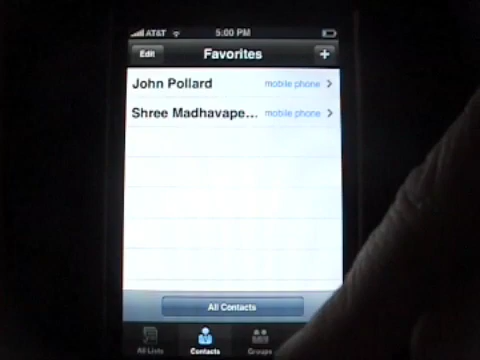 AT&T 5:00 PM
Edit Favorites +
John Pollard mobile phone
Shree Madhavape... mobile phone
All Contacts
All Lists Contacts Groups